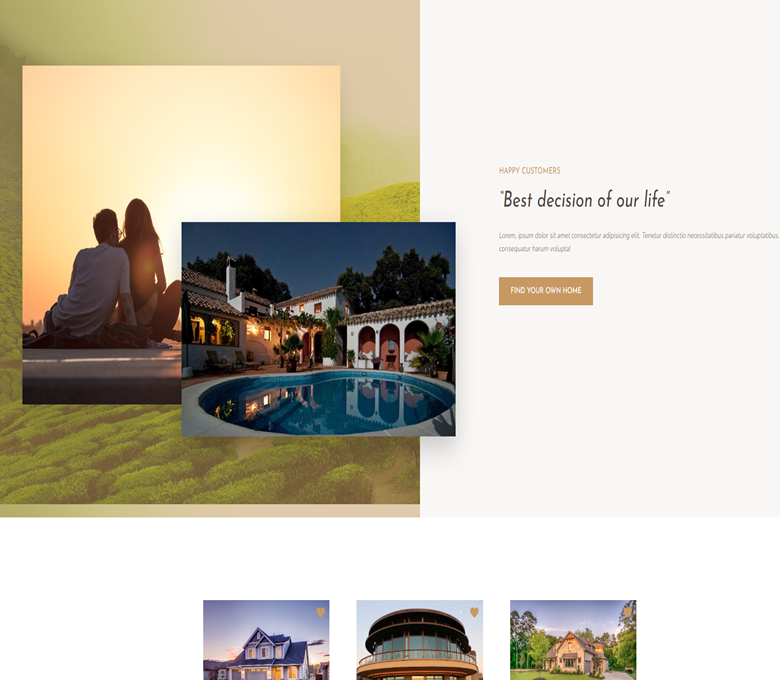 HAPPY CUSTOMERS
"Best decision of our life"
Lorem, ipsum dolor sit amet consectetur adipisicing elit. Tenetur distinctio necessitatibus pariatur voluptatibus.
consequatur harum volupta!
FIND YOUR OWN HOME